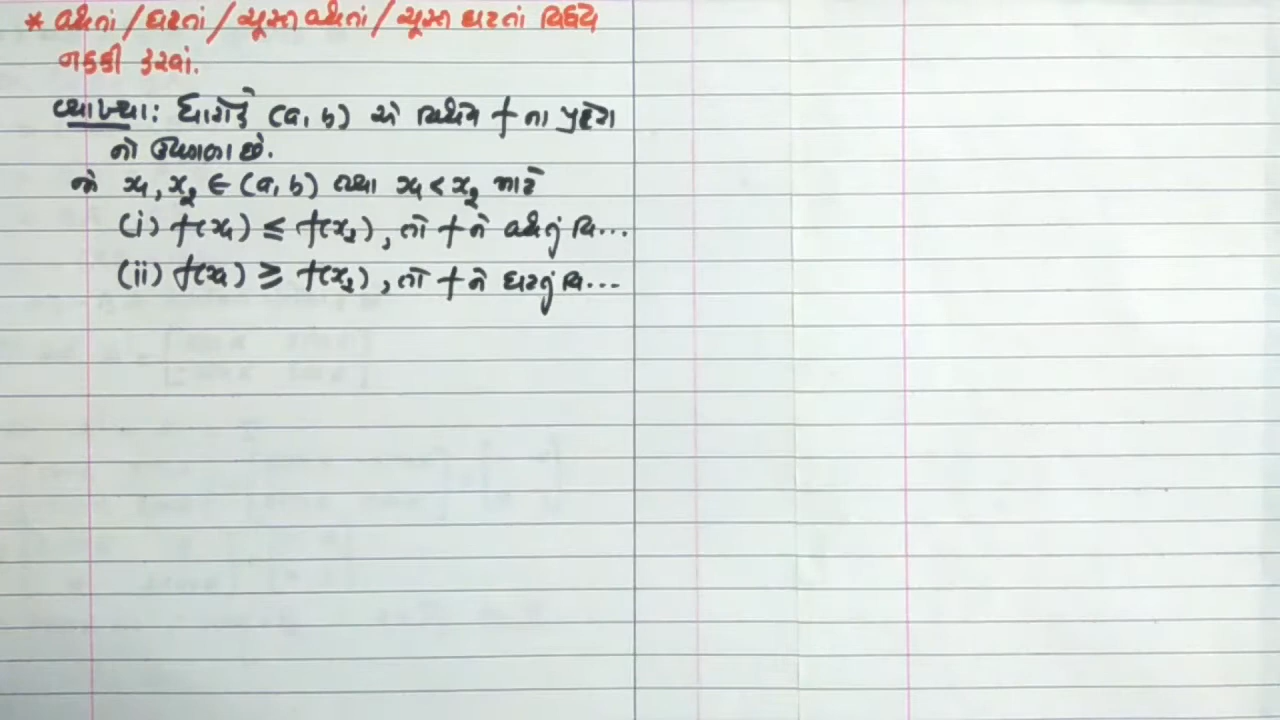 * વધતાં / ઘટતાં / ચુસ્ત વધતાં / ચુસ્ત ઘટતાં વિધેય
નક્કી કરવાં.
વ્યાખ્યા: ધારોકે (a, b) એ વિધેય f ના પ્રદેશ
નો ઉપગણ છે.
જો x₁, x₂ ∈ (a, b) તથા x₁ < x₂ માટે
(i) f(x₁) ≤ f(x₂), તો f ને વધતું વિ...
(ii) f(x₁) ≥ f(x₂), તો f ને ઘટતું વિ...